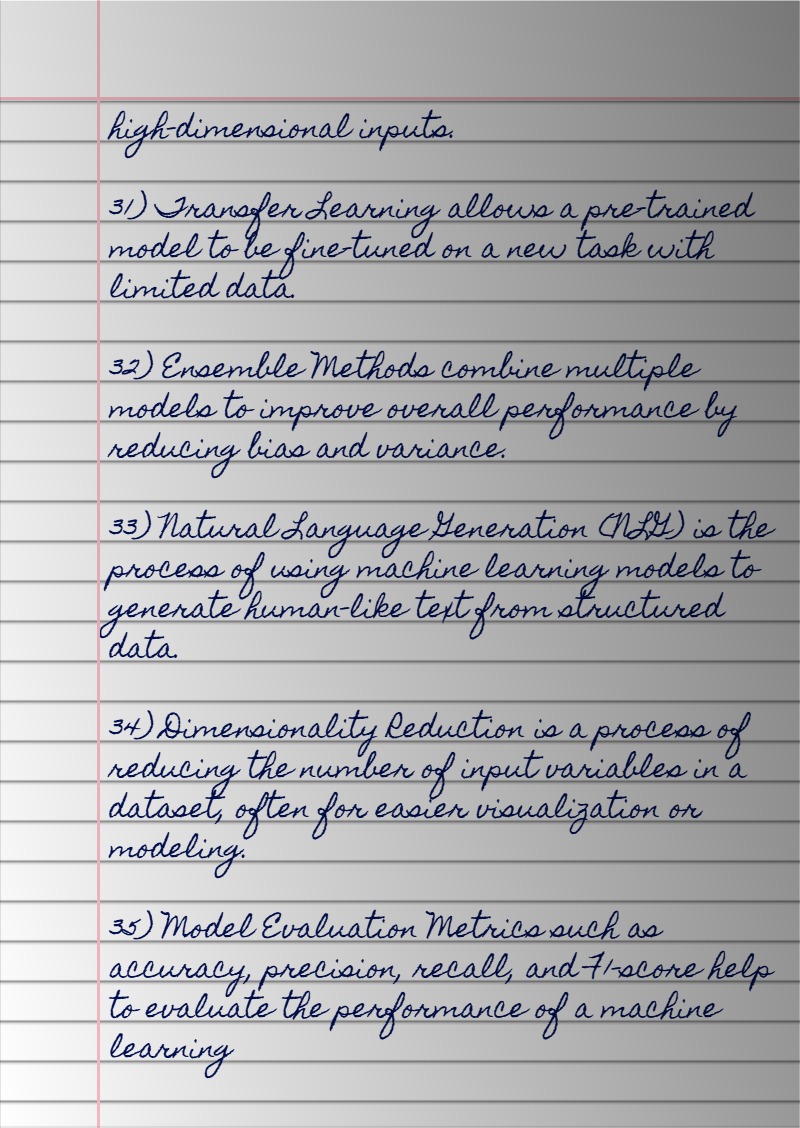 high-dimensional inputs.
31) Transfer Learning allows a pre-trained
model to be fine-tuned on a new task with
limited data.
32) Ensemble Methods combine multiple
models to improve overall performance by
reducing bias and variance.
33) Natural Language Generation (NLG) is the
process of using machine learning models to
generate human-like text from structured
data.
34) Dimensionality Reduction is a process of
reducing the number of input variables in a
dataset, often for easier visualization or
modeling.
35) Model Evaluation Metrics such as
accuracy, precision, recall, and F1-score help
to evaluate the performance of a machine
learning